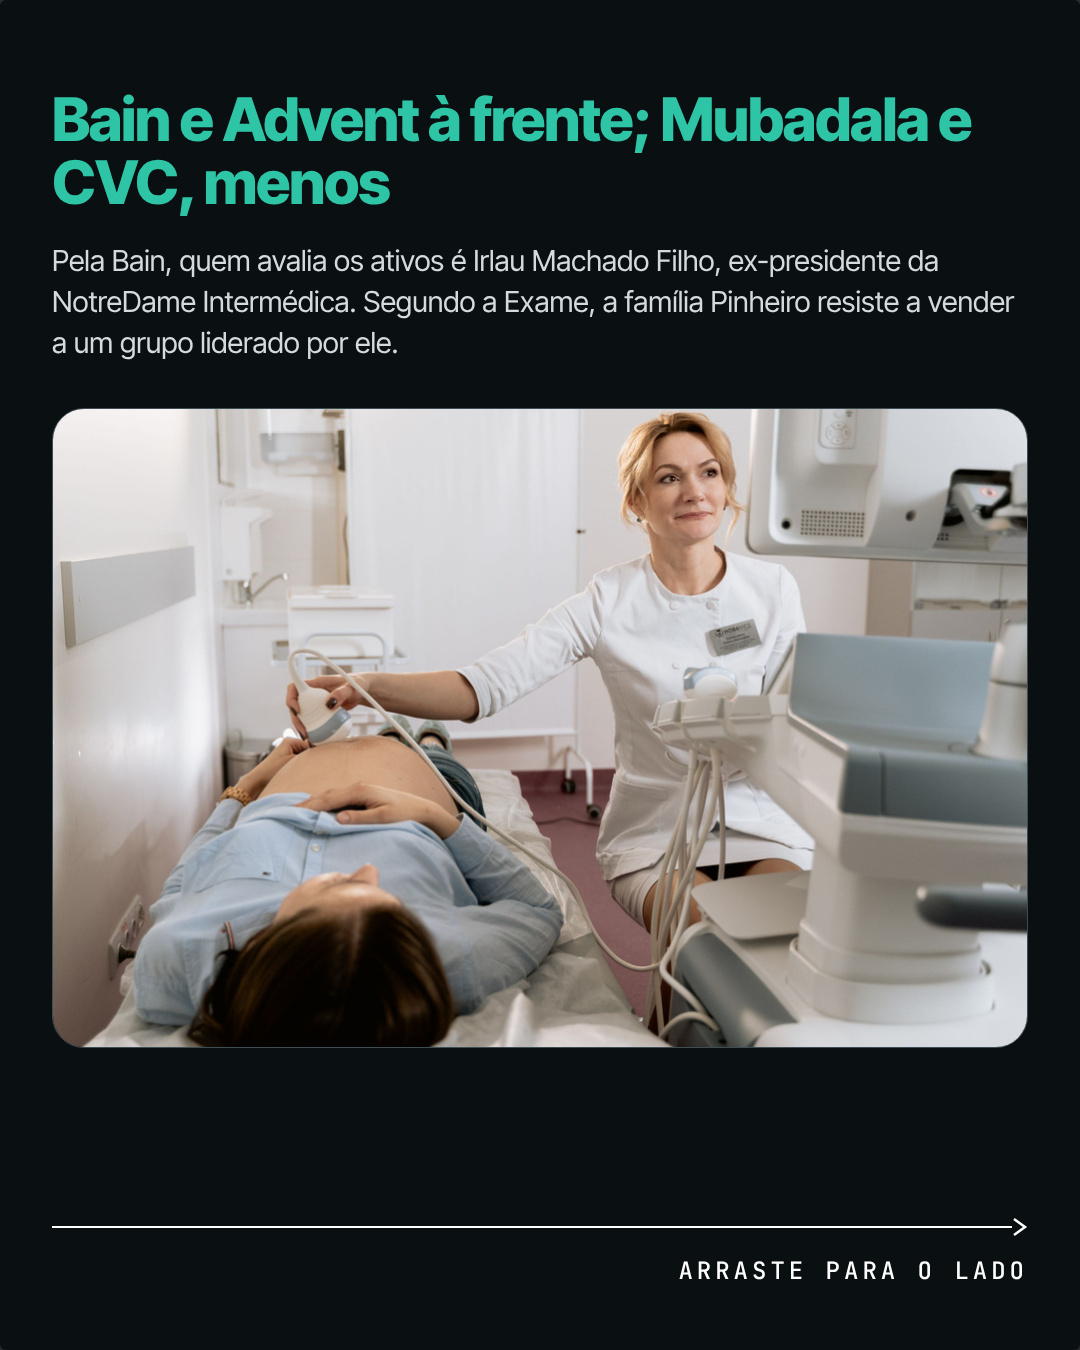 Bain e Advent à frente; Mubadala e
CVC, menos
Pela Bain, quem avalia os ativos é Irlau Machado Filho, ex-presidente da
NotreDame Intermédica. Segundo a Exame, a família Pinheiro resiste a vender
a um grupo liderado por ele.
ARRASTE PARA O LADO